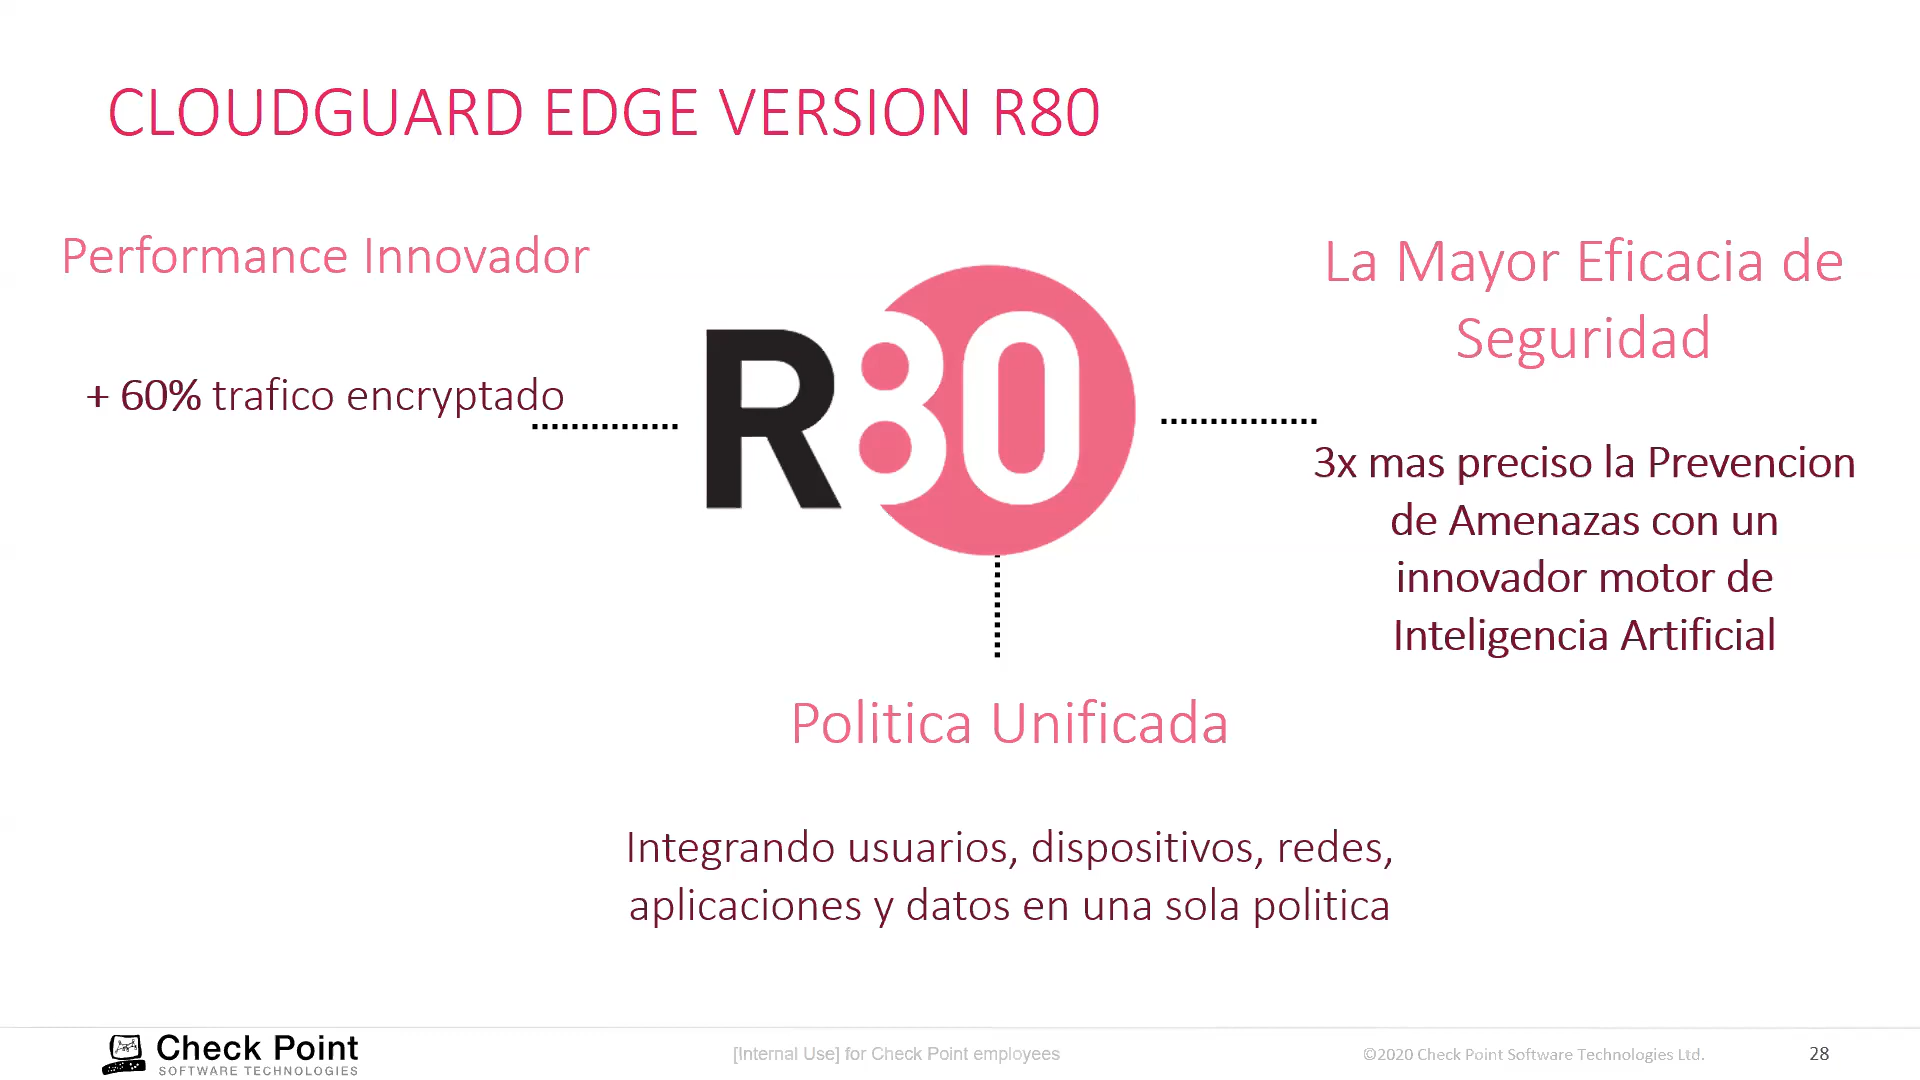 CLOUDGUARD EDGE VERSION R80
Performance Innovador
+ 60% trafico encryptado
R80
La Mayor Eficacia de
Seguridad
3x mas preciso la Prevencion
de Amenazas con un
innovador motor de
Inteligencia Artificial
Politica Unificada
Integrando usuarios, dispositivos, redes,
aplicaciones y datos en una sola politica
Check Point
SOFTWARE TECHNOLOGIES
[Internal Use] for Check Point employees
©2020 Check Point Software Technologies Ltd.
28